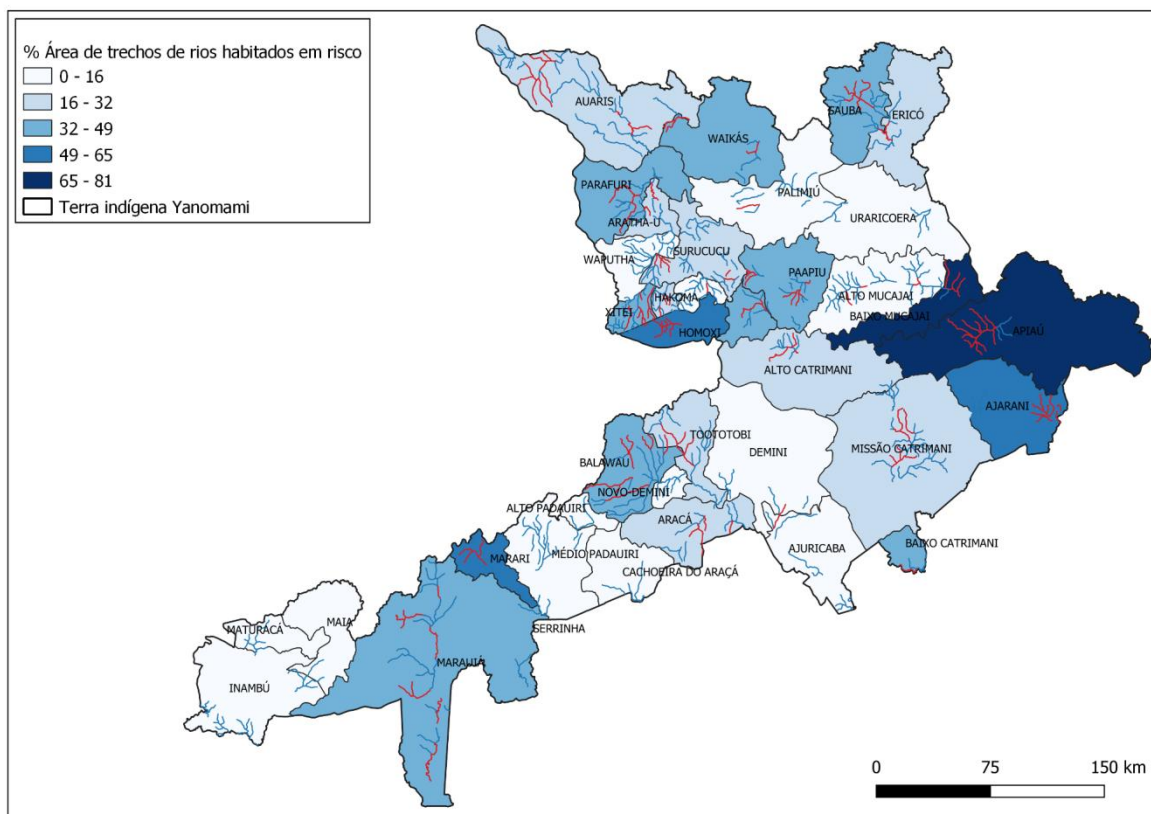 % Área de trechos de rios habitados em risco
0 - 16
16 - 32
32 - 49
49 - 65
65 - 81
Terra indígena Yanomami
AUARIS
SAUBA
ERICÓ
WAIKÁS
PARAFURI
PALIMIÚ
ARATHA-U
URARICOERA
WAPUTHA
SURUCUCU
PAAPIU
ALTO MUCAJAI
HAKOMA
XITEI
BAIXO MUCAJAI
HOMOXI
APIAÚ
ALTO CATRIMANI
AJARANI
TOOTOTOBI
DEMINI
MISSÃO CATRIMANI
BALAWAU
NOVO-DEMINI
ALTO PADAUIRI
ARACÁ
BAIXO CATRIMANI
MÉDIO PADAUIRI
AJURICABA
MARARI
CACHOEIRA DO ARAÇÁ
MAIA
SERRINHA
MATURACÁ
MARAUIÁ
INAMBÚ
0 75 150 km